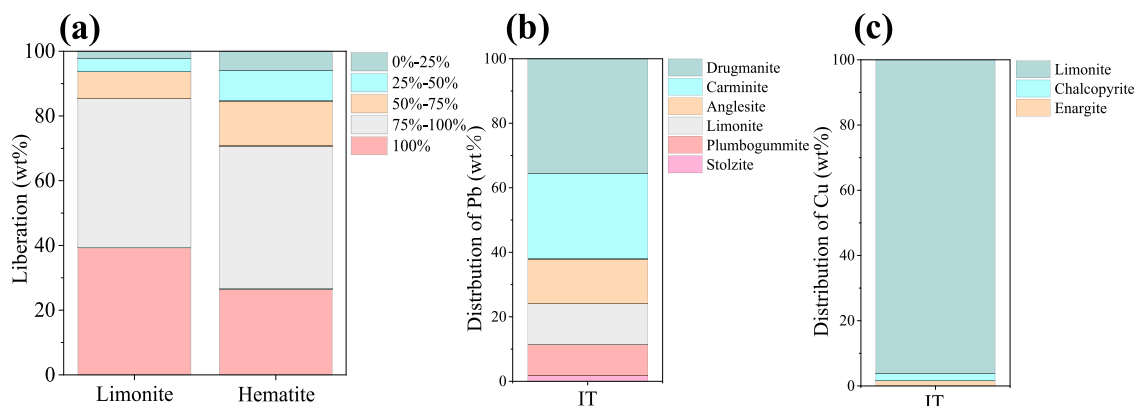 (a)
Liberation (wt%)
100
80
60
40
20
0
Limonite
Hematite
0%-25%
25%-50%
50%-75%
75%-100%
100%
(b)
Distrbution of Pb (wt%)
100
80
60
40
20
0
IT
Drugmanite
Carminite
Anglesite
Limonite
Plumbogummite
Stolzite
(c)
Distribution of Cu (wt%)
100
80
60
40
20
0
IT
Limonite
Chalcopyrite
Enargite